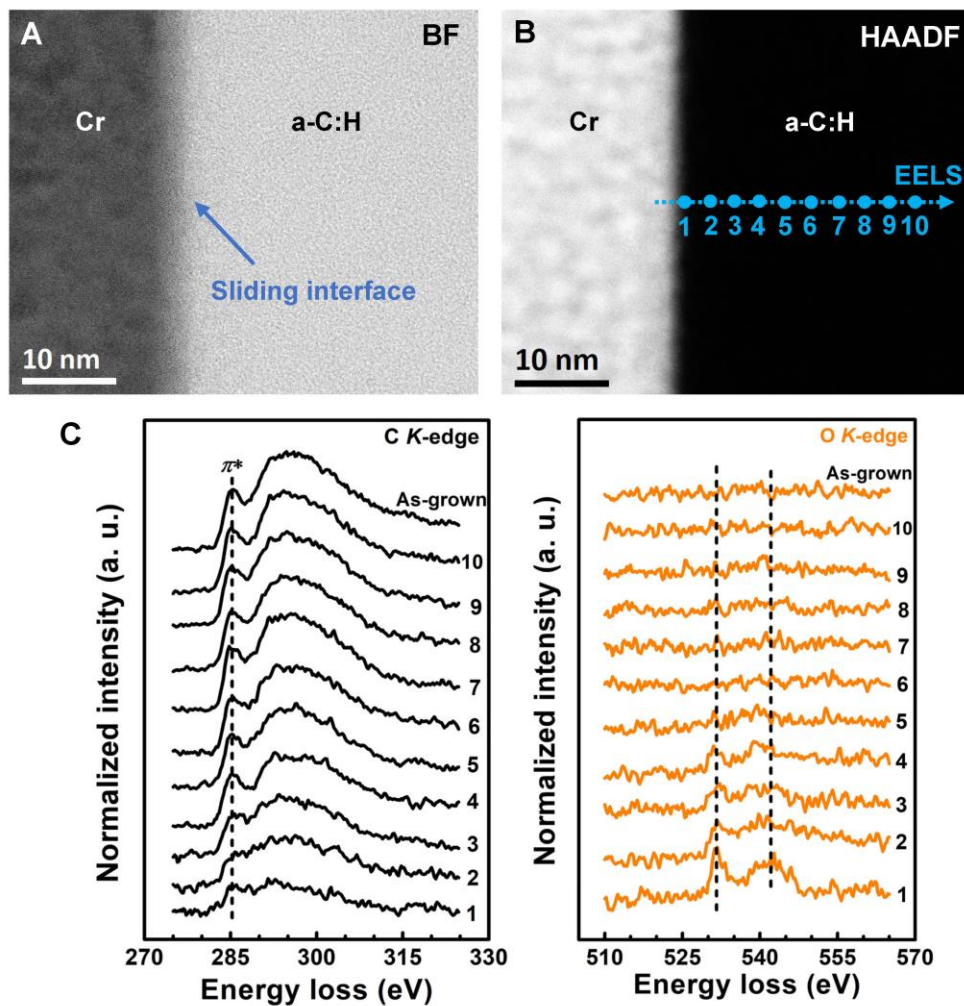 A
BF
Cr
a-C:H
Sliding interface
10 nm
B
HAADF
Cr
a-C:H
EELS
1 2 3 4 5 6 7 8 9 10
10 nm
C
C K-edge
π*
As-grown
10
9
8
7
6
5
4
3
2
1
Normalized intensity (a. u.)
270 285 300 315 330
Energy loss (eV)
O K-edge
As-grown
10
9
8
7
6
5
4
3
2
1
Normalized intensity (a. u.)
510 525 540 555 570
Energy loss (eV)